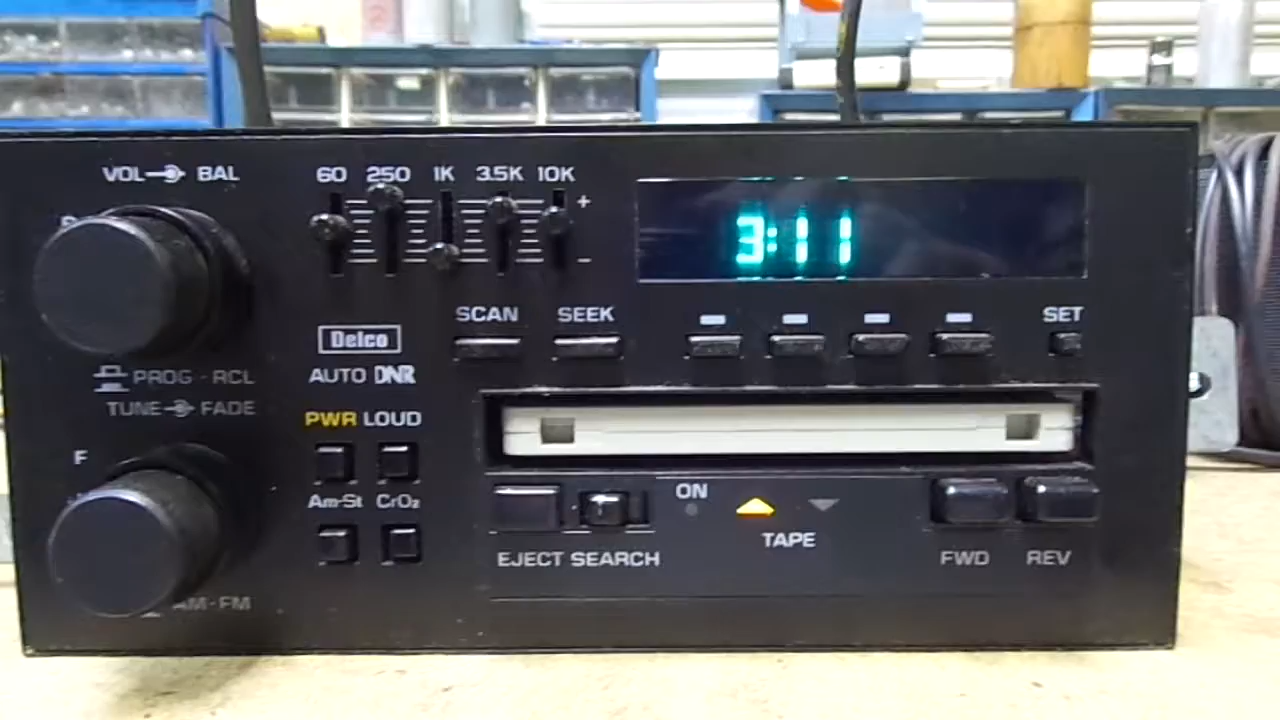 VOL BAL
60 250 1K 3.5K 10K
+
-
3:11
SCAN SEEK
SET
Delco
AUTO DNR
PROG - RCL
TUNE FADE
PWR LOUD
F
Am-St CrO₂
ON
TAPE
EJECT SEARCH
FWD REV
AM-FM